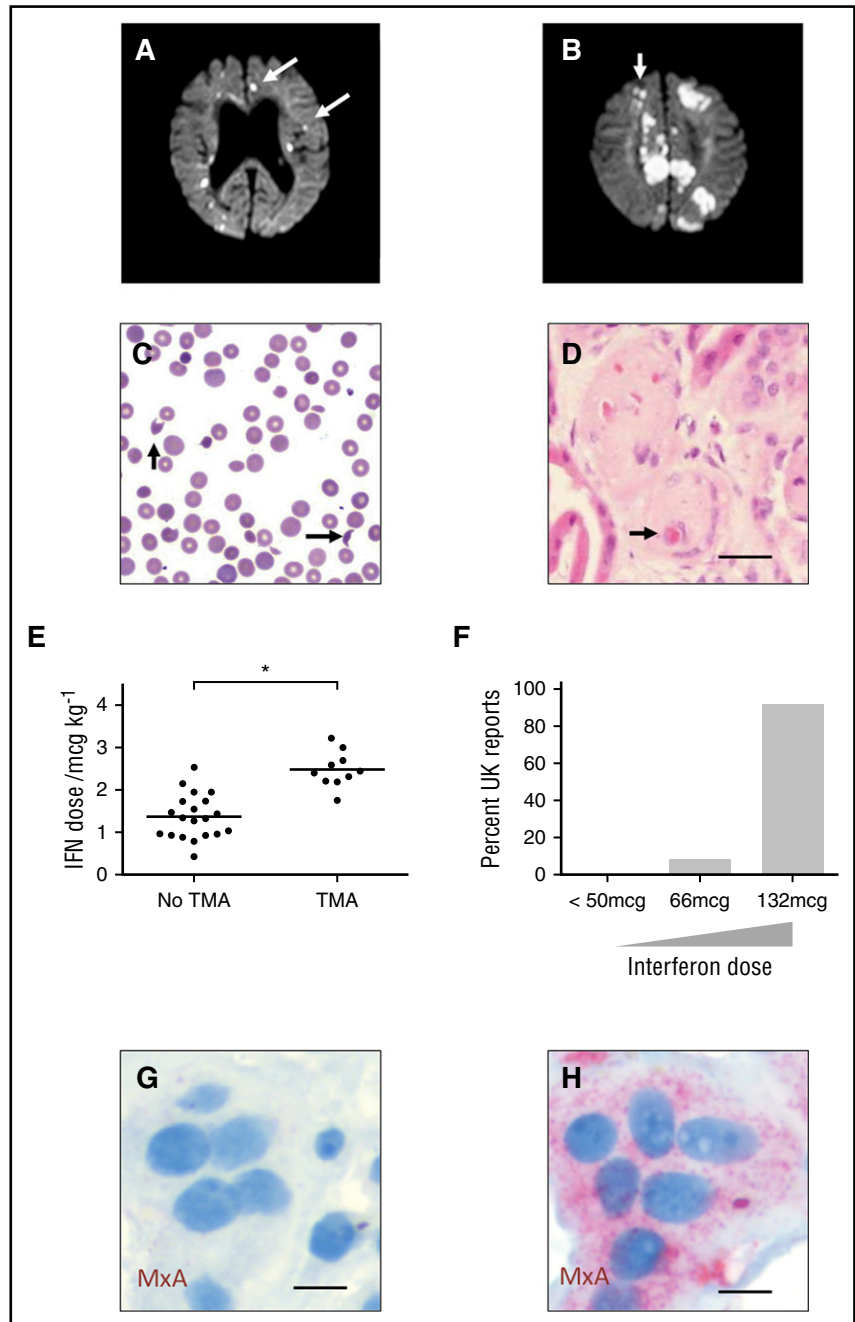 A
B
C
D
E
F
IFN dose /mcg kg⁻¹
4
3
2
1
0
*
No TMA
TMA
Percent UK reports
100
80
60
40
20
0
< 50mcg
66mcg
132mcg
Interferon dose
G
H
MxA
MxA